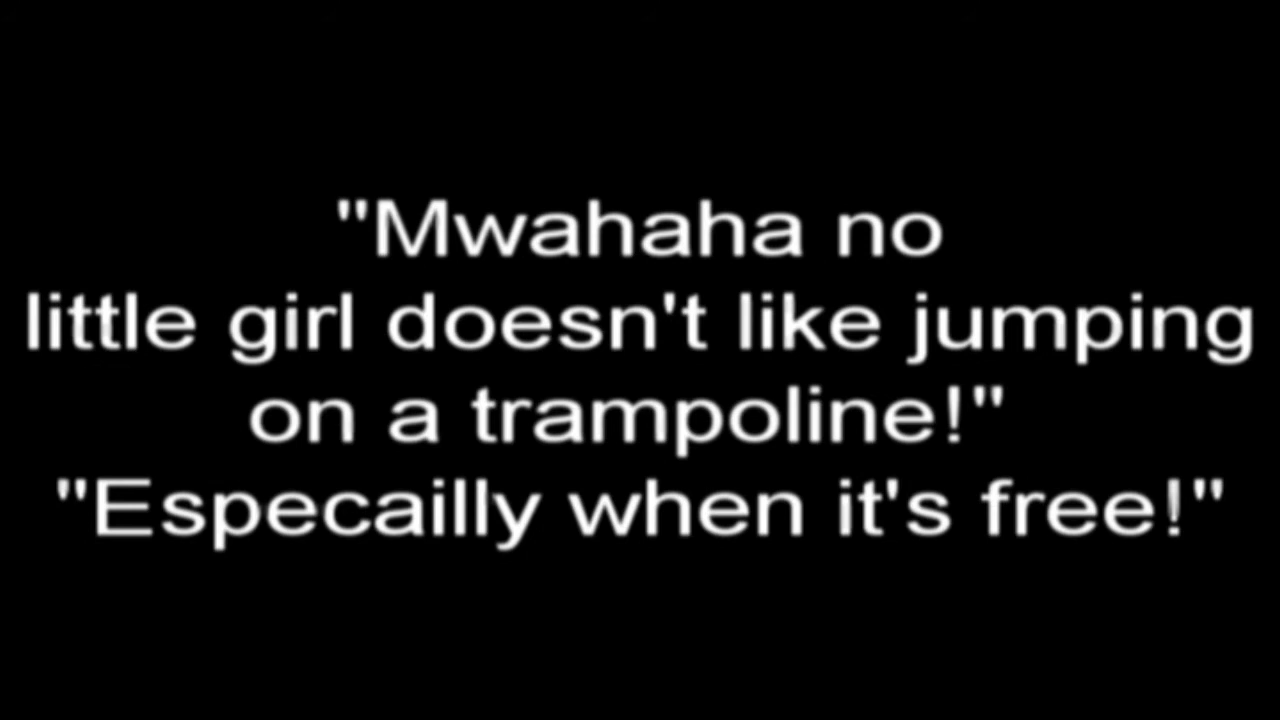 "Mwahaha no
little girl doesn't like jumping
on a trampoline!"
"Especailly when it's free!"